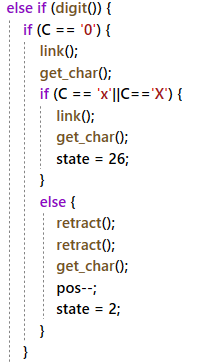 else if (digit()) {
if (C == '0') {
link();
get_char();
if (C == 'x'||C=='X') {
link();
get_char();
state = 26;
}
else {
retract();
retract();
get_char();
pos--;
state = 2;
}
}